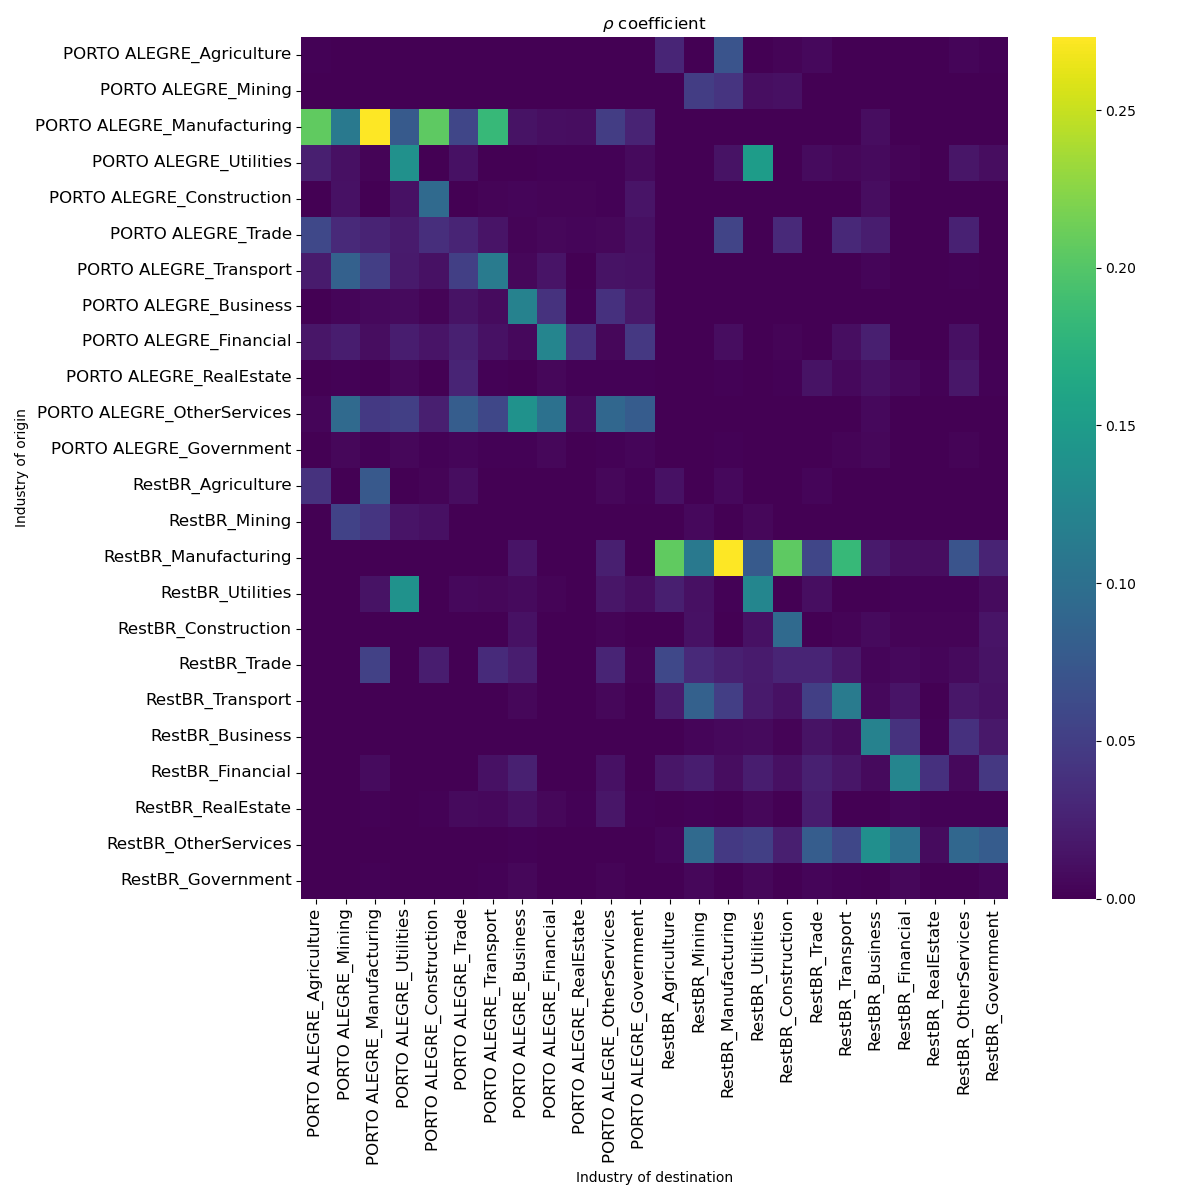 ρ coefficient
PORTO ALEGRE_Agriculture
PORTO ALEGRE_Mining
PORTO ALEGRE_Manufacturing
PORTO ALEGRE_Utilities
PORTO ALEGRE_Construction
PORTO ALEGRE_Trade
PORTO ALEGRE_Transport
PORTO ALEGRE_Business
PORTO ALEGRE_Financial
PORTO ALEGRE_RealEstate
PORTO ALEGRE_OtherServices
PORTO ALEGRE_Government
RestBR_Agriculture
RestBR_Mining
RestBR_Manufacturing
RestBR_Utilities
RestBR_Construction
RestBR_Trade
RestBR_Transport
RestBR_Business
RestBR_Financial
RestBR_RealEstate
RestBR_OtherServices
RestBR_Government
Industry of origin
PORTO ALEGRE_Agriculture
PORTO ALEGRE_Mining
PORTO ALEGRE_Manufacturing
PORTO ALEGRE_Utilities
PORTO ALEGRE_Construction
PORTO ALEGRE_Trade
PORTO ALEGRE_Transport
PORTO ALEGRE_Business
PORTO ALEGRE_Financial
PORTO ALEGRE_RealEstate
PORTO ALEGRE_OtherServices
PORTO ALEGRE_Government
RestBR_Agriculture
RestBR_Mining
RestBR_Manufacturing
RestBR_Utilities
RestBR_Construction
RestBR_Trade
RestBR_Transport
RestBR_Business
RestBR_Financial
RestBR_RealEstate
RestBR_OtherServices
RestBR_Government
Industry of destination
0.25
0.20
0.15
0.10
0.05
0.00